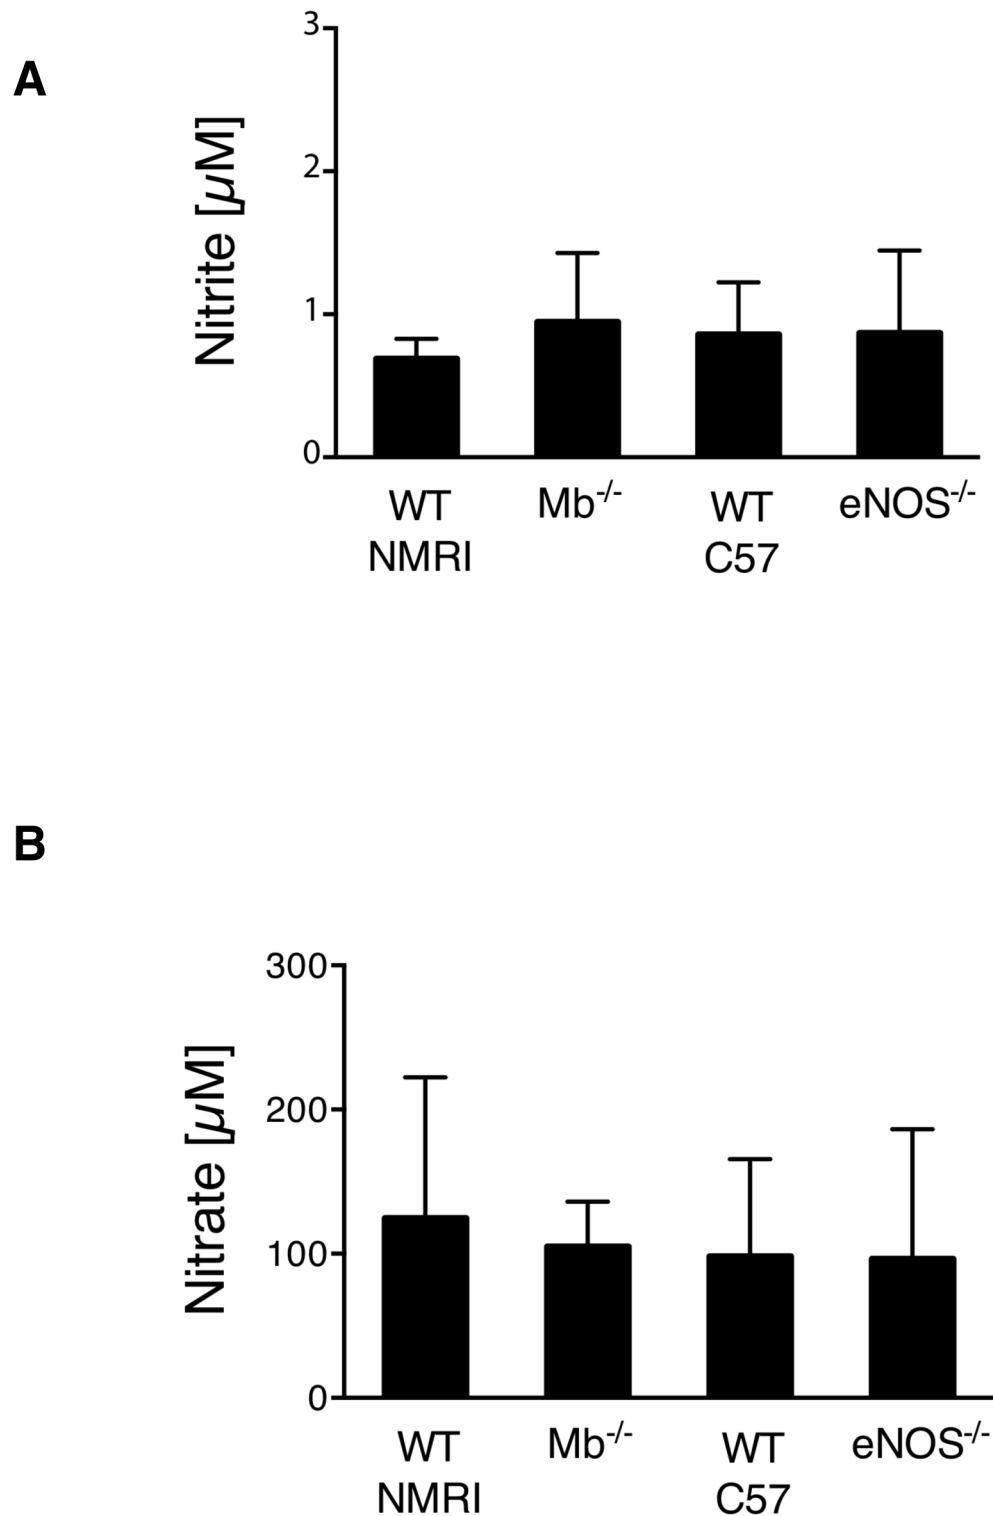 A
Nitrite [µM]
3
2
1
0
WT
NMRI
Mb-/-
WT
C57
eNOS-/-
B
Nitrate [µM]
300
200
100
0
WT
NMRI
Mb-/-
WT
C57
eNOS-/-